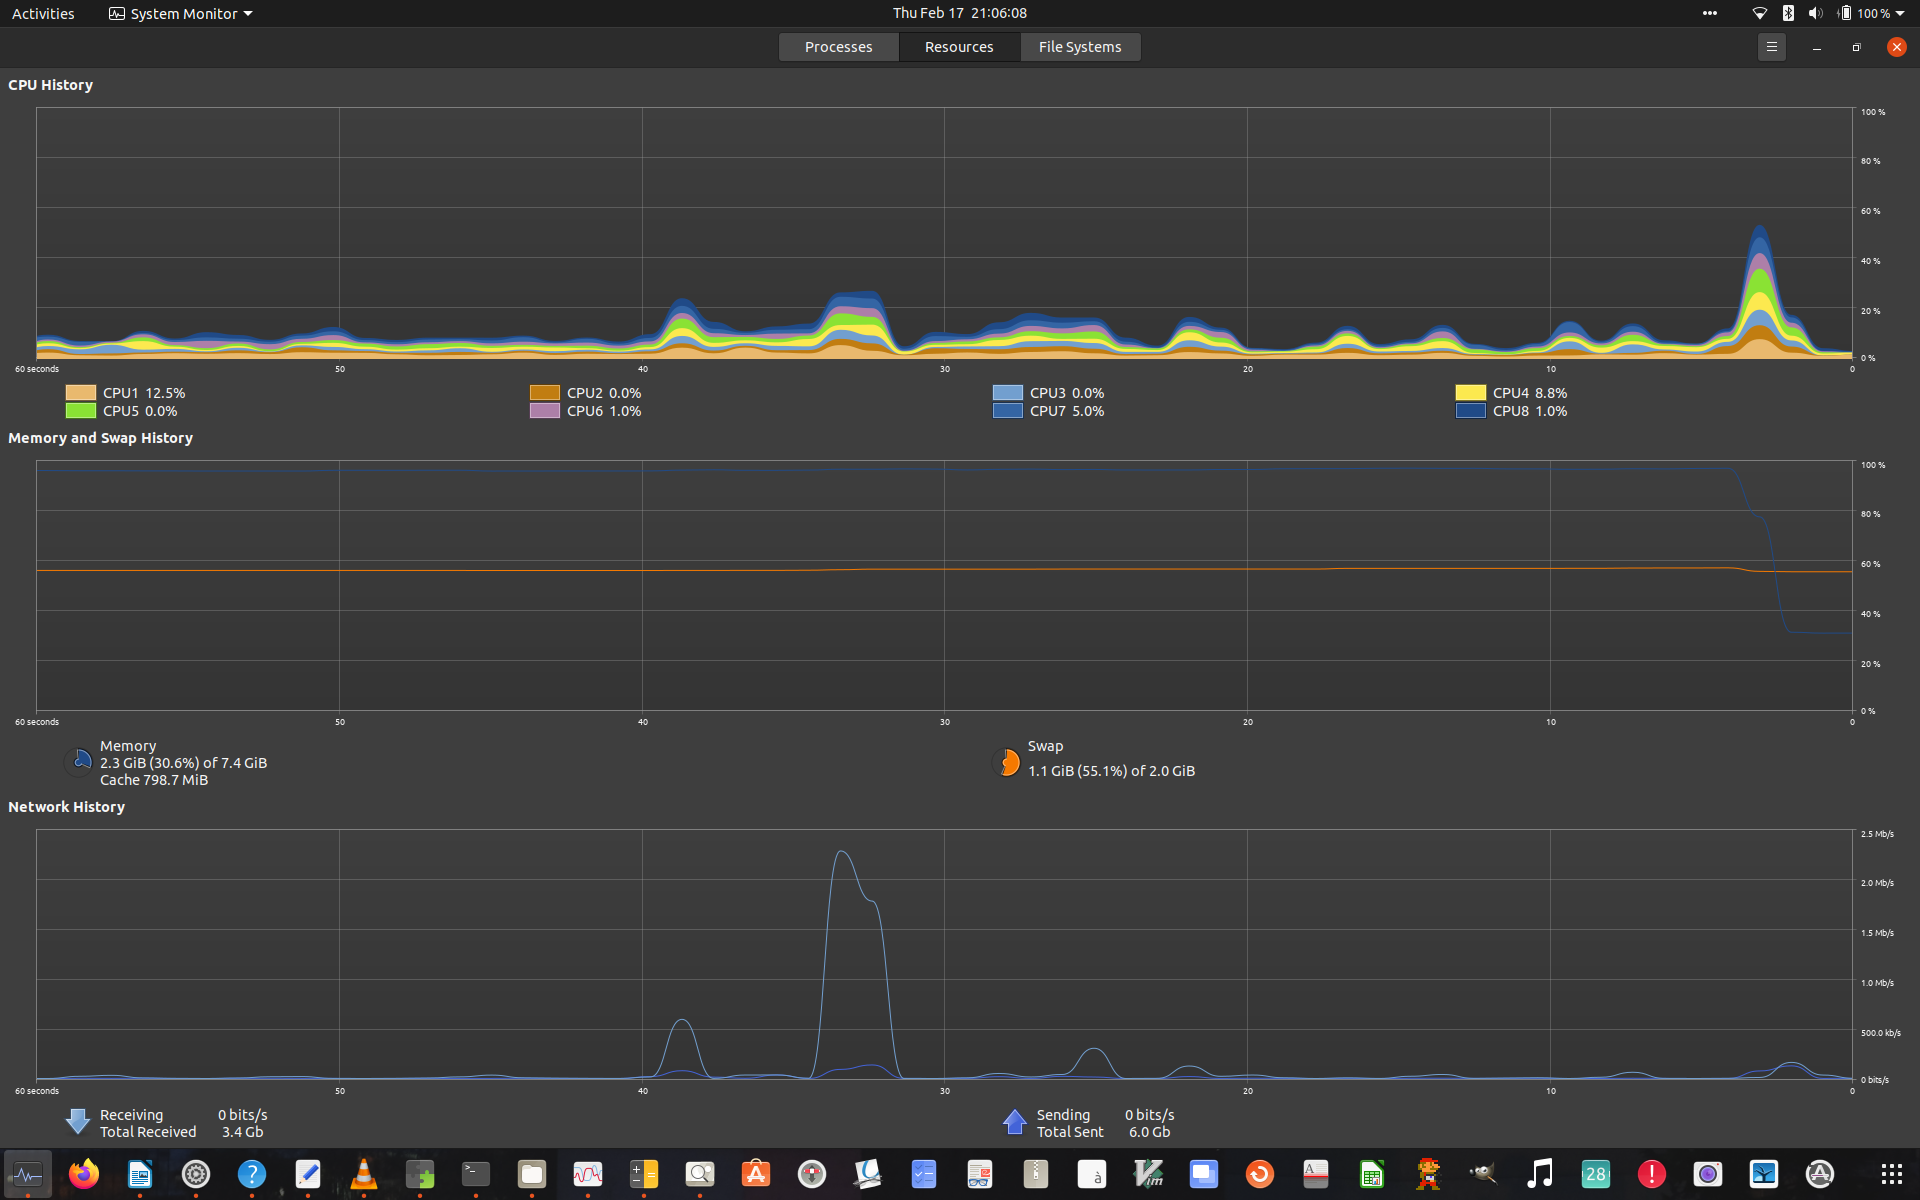 Activities
System Monitor
Thu Feb 17 21:06:08
100 %
Processes
Resources
File Systems
CPU History
100 %
80 %
60 %
40 %
20 %
0 %
60 seconds
50
40
30
20
10
0
CPU1 12.5%
CPU2 0.0%
CPU3 0.0%
CPU4 8.8%
CPU5 0.0%
CPU6 1.0%
CPU7 5.0%
CPU8 1.0%
Memory and Swap History
100 %
80 %
60 %
40 %
20 %
0 %
60 seconds
50
40
30
20
10
0
Memory
2.3 GiB (30.6%) of 7.4 GiB
Cache 798.7 MiB
Swap
1.1 GiB (55.1%) of 2.0 GiB
Network History
2.5 Mb/s
2.0 Mb/s
1.5 Mb/s
1.0 Mb/s
500.0 kb/s
0 bits/s
60 seconds
50
40
30
20
10
0
Receiving 0 bits/s
Total Received 3.4 Gb
Sending 0 bits/s
Total Sent 6.0 Gb
?
>_
à
Vim
A
28
!